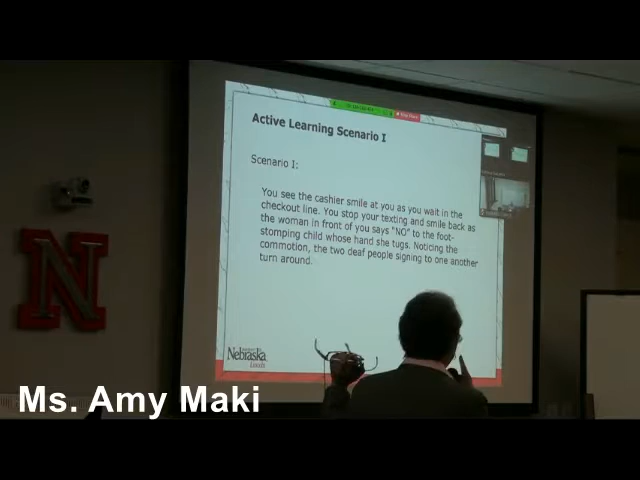 Active Learning Scenario I
Scenario I:
You see the cashier smile at you as you wait in the
checkout line. You stop your texting and smile back as
the woman in front of you says "NO" to the foot-
stomping child whose hand she tugs. Noticing the
commotion, the two deaf people signing to one another
turn around.
N
Nebraska
Lincoln
Ms. Amy Maki